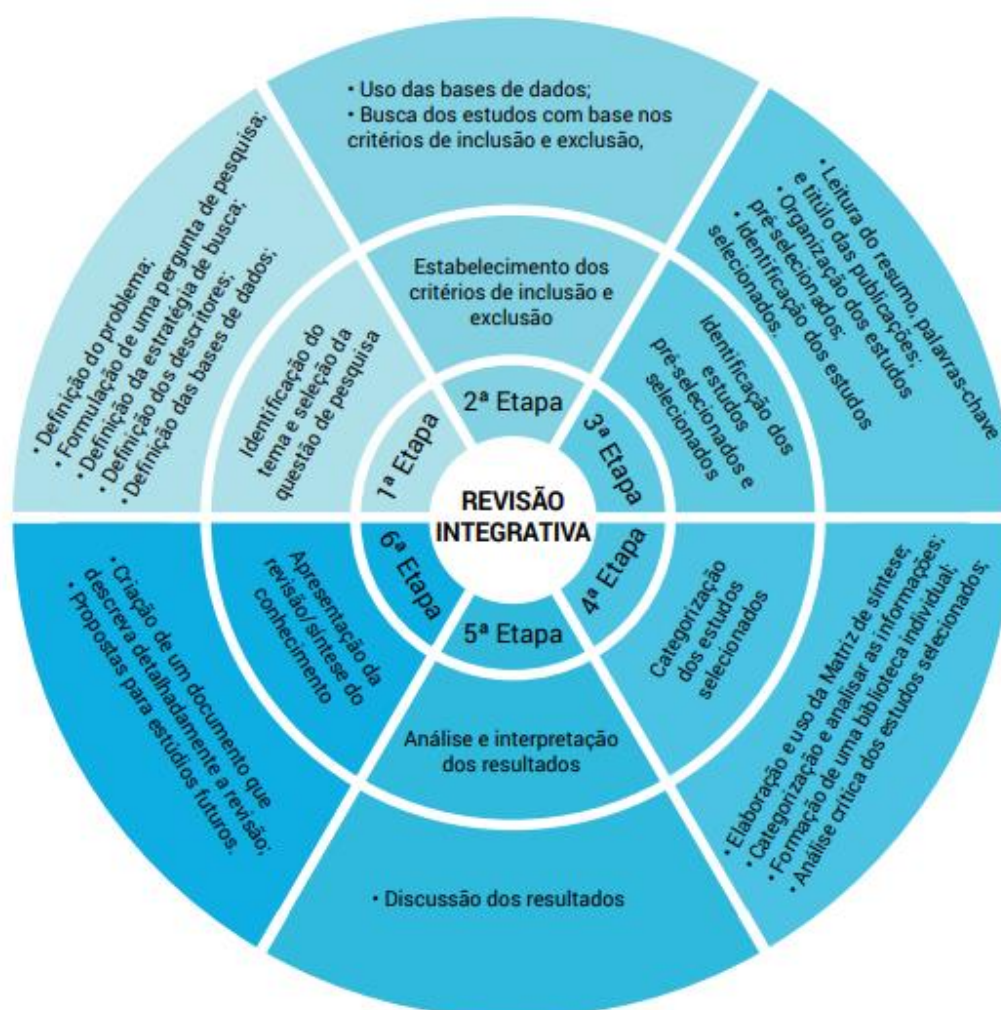 REVISÃO
INTEGRATIVA
1ª Etapa
Identificação do
tema e seleção da
questão de pesquisa
• Definição do problema;
• Formulação de uma pergunta de pesquisa;
• Definição da estratégia de busca;
• Definição dos descritores;
• Definição das bases de dados;
2ª Etapa
Estabelecimento dos
critérios de inclusão e
exclusão
• Uso das bases de dados;
• Busca dos estudos com base nos
critérios de inclusão e exclusão,
3ª Etapa
Identificação dos
estudos
pré-selecionados e
selecionados
• Leitura do resumo, palavras-chave
e título das publicações;
• Organização dos estudos
pré-selecionados;
• Identificação dos estudos
selecionados.
4ª Etapa
Categorização
dos estudos
selecionados
• Elaboração e uso da Matriz de síntese;
• Categorização e analisar as informações;
• Formação de uma biblioteca individual;
• Análise crítica dos estudos selecionados;
5ª Etapa
Análise e interpretação
dos resultados
• Discussão dos resultados
6ª Etapa
Apresentação da
revisão/síntese do
conhecimento
• Criação de um documento que
descreva detalhadamente a revisão;
• Propostas para estúdios futuros.